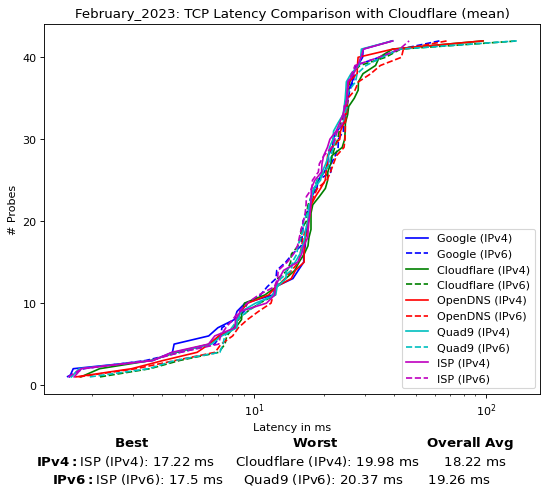 February_2023: TCP Latency Comparison with Cloudflare (mean)
# Probes
40
30
20
10
0
Google (IPv4)
Google (IPv6)
Cloudflare (IPv4)
Cloudflare (IPv6)
OpenDNS (IPv4)
OpenDNS (IPv6)
Quad9 (IPv4)
Quad9 (IPv6)
ISP (IPv4)
ISP (IPv6)
10¹ 10²
Latency in ms
Best Worst Overall Avg
IPv4: ISP (IPv4): 17.22 ms Cloudflare (IPv4): 19.98 ms 18.22 ms
IPv6: ISP (IPv6): 17.5 ms Quad9 (IPv6): 20.37 ms 19.26 ms